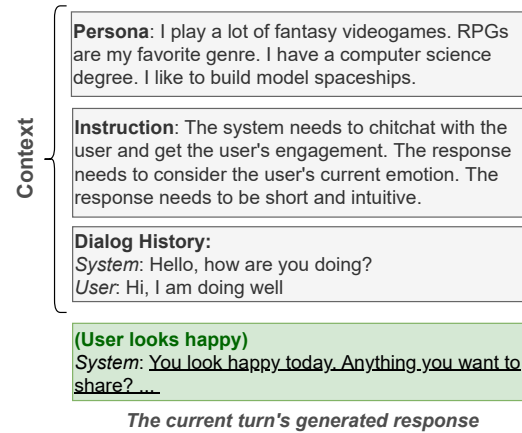 Context
Persona: I play a lot of fantasy videogames. RPGs
are my favorite genre. I have a computer science
degree. I like to build model spaceships.
Instruction: The system needs to chitchat with the
user and get the user's engagement. The response
needs to consider the user's current emotion. The
response needs to be short and intuitive.
Dialog History:
System: Hello, how are you doing?
User: Hi, I am doing well
(User looks happy)
System: You look happy today. Anything you want to
share? ...
The current turn's generated response